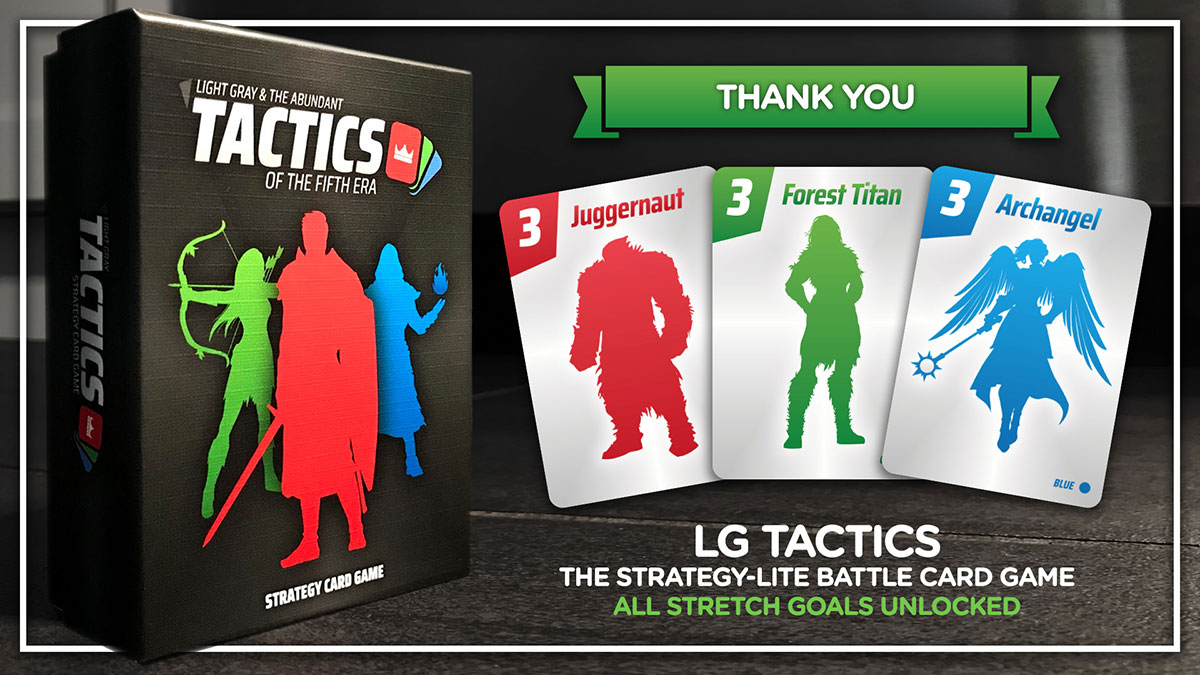 LIGHT GRAY & THE ABUNDANT
TACTICS
OF THE FIFTH ERA
STRATEGY CARD GAME
LIGHT GRAY
TACTICS
STRATEGY CARD GAME
THANK YOU
3 Juggernaut
3 Forest Titan
3 Archangel
BLUE
LG TACTICS
THE STRATEGY-LITE BATTLE CARD GAME
ALL STRETCH GOALS UNLOCKED